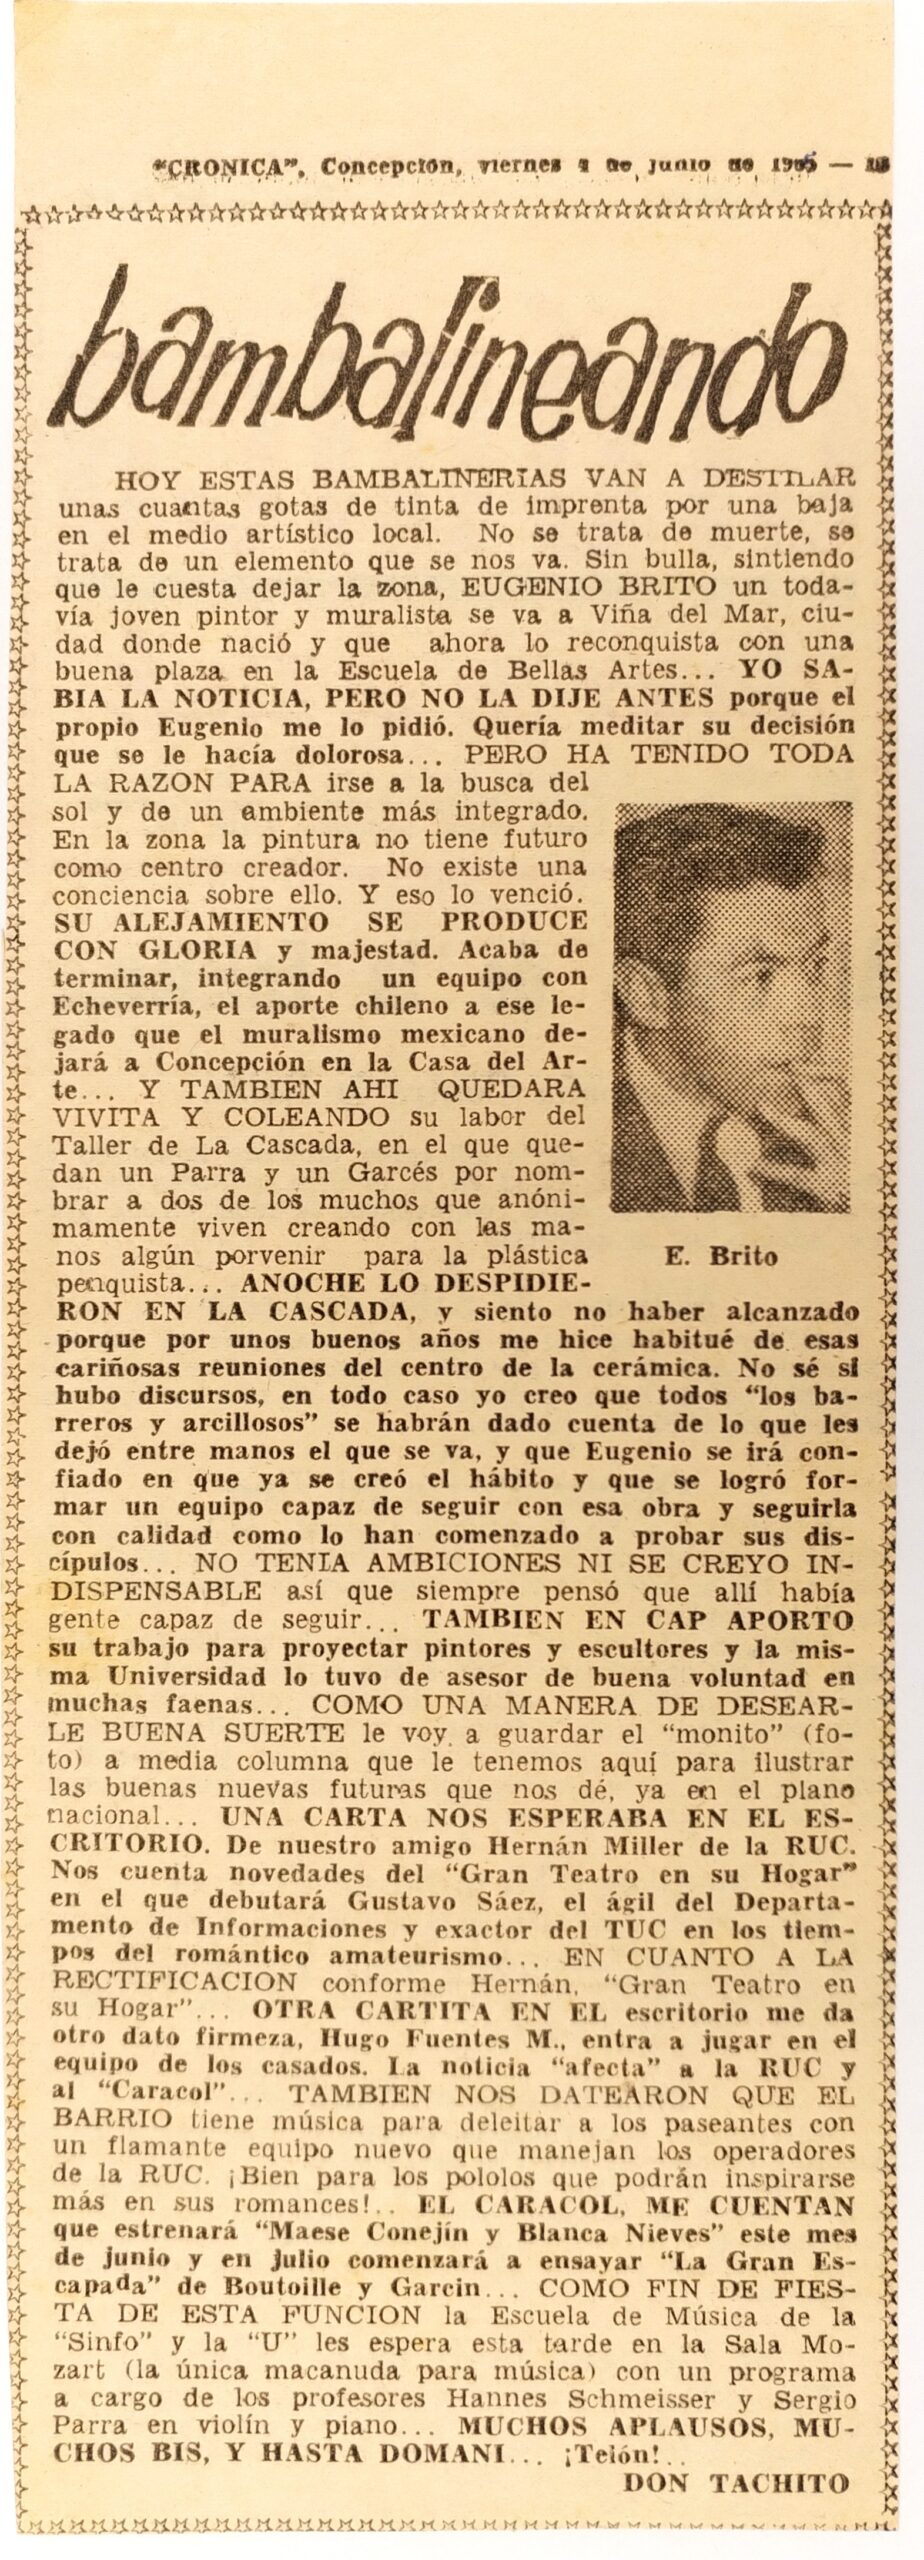 "CRONICA", Concepción, viernes 4 de junio de 1965 —
bambalineando
HOY ESTAS BAMBALINERIAS VAN A DESTILAR
unas cuantas gotas de tinta de imprenta por una baja
en el medio artístico local. No se trata de muerte, se
trata de un elemento que se nos va. Sin bulla, sintiendo
que le cuesta dejar la zona, EUGENIO BRITO un toda-
vía joven pintor y muralista se va a Viña del Mar, ciu-
dad donde nació y que ahora lo reconquista con una
buena plaza en la Escuela de Bellas Artes... YO SA-
BIA LA NOTICIA, PERO NO LA DIJE ANTES porque el
propio Eugenio me lo pidió. Quería meditar su decisión
que se le hacía dolorosa... PERO HA TENIDO TODA
LA RAZON PARA irse a la busca del
sol y de un ambiente más integrado.
En la zona la pintura no tiene futuro
como centro creador. No existe una
conciencia sobre ello. Y eso lo venció.
SU ALEJAMIENTO SE PRODUCE
CON GLORIA y majestad. Acaba de
terminar, integrando un equipo con
Echeverría, el aporte chileno a ese le-
gado que el muralismo mexicano de-
jará a Concepción en la Casa del Ar-
te... Y TAMBIEN AHI QUEDARA
VIVITA Y COLEANDO su labor del
Taller de La Cascada, en el que que-
dan un Parra y un Garcés por nom-
brar a dos de los muchos que anóni-
mamente viven creando con las ma-
nos algún porvenir para la plástica
penquista... ANOCHE LO DESPIDIE-
E. Brito
RON EN LA CASCADA, y siento no haber alcanzado
porque por unos buenos años me hice habitué de esas
cariñosas reuniones del centro de la cerámica. No sé si
hubo discursos, en todo caso yo creo que todos "los ba-
rreros y arcillosos" se habrán dado cuenta de lo que les
dejó entre manos el que se va, y que Eugenio se irá con-
fiado en que ya se creó el hábito y que se logró for-
mar un equipo capaz de seguir con esa obra y seguirla
con calidad como lo han comenzado a probar sus dis-
cípulos... NO TENIA AMBICIONES NI SE CREYO IN-
DISPENSABLE así que siempre pensó que allí había
gente capaz de seguir... TAMBIEN EN CAP APORTO
su trabajo para proyectar pintores y escultores y la mis-
ma Universidad lo tuvo de asesor de buena voluntad en
muchas faenas... COMO UNA MANERA DE DESEAR-
LE BUENA SUERTE le voy a guardar el "monito" (fo-
to) a media columna que le tenemos aquí para ilustrar
las buenas nuevas futuras que nos dé, ya en el plano
nacional... UNA CARTA NOS ESPERABA EN EL ES-
CRITORIO. De nuestro amigo Hernán Miller de la RUC.
Nos cuenta novedades del "Gran Teatro en su Hogar"
en el que debutará Gustavo Sáez, el ágil del Departa-
mento de Informaciones y exactor del TUC en los tiem-
pos del romántico amateurismo... EN CUANTO A LA
RECTIFICACION conforme Hernán, "Gran Teatro en
su Hogar"... OTRA CARTITA EN EL escritorio me da
otro dato firmeza, Hugo Fuentes M., entra a jugar en el
equipo de los casados. La noticia "afecta" a la RUC y
al "Caracol"... TAMBIEN NOS DATEARON QUE EL
BARRIO tiene música para deleitar a los paseantes con
un flamante equipo nuevo que manejan los operadores
de la RUC. ¡Bien para los pololos que podrán inspirarse
más en sus romances!.. EL CARACOL, ME CUENTAN
que estrenará "Maese Conejín y Blanca Nieves" este mes
de junio y en julio comenzará a ensayar "La Gran Es-
capada" de Boutoille y Garcin... COMO FIN DE FIES-
TA DE ESTA FUNCION la Escuela de Música de la
"Sinfo" y la "U" les espera esta tarde en la Sala Mo-
zart (la única macanuda para música) con un programa
a cargo de los profesores Hannes Schmeisser y Sergio
Parra en violín y piano... MUCHOS APLAUSOS, MU-
CHOS BIS, Y HASTA DOMANI... ¡Telón!..
DON TACHITO